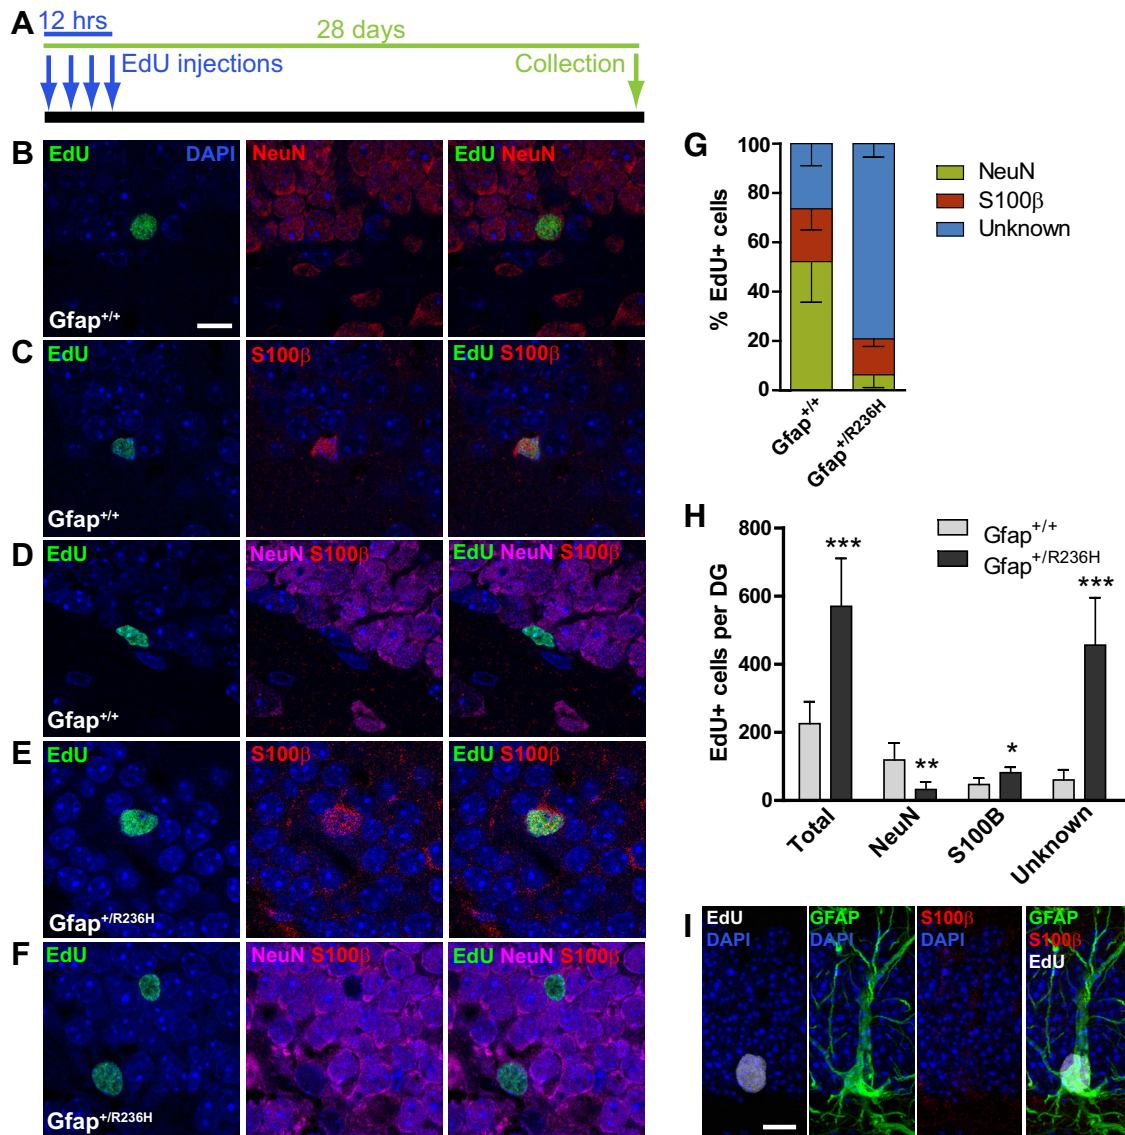 A
12 hrs
28 days
EdU injections
Collection
B
EdU DAPI
NeuN
EdU NeuN
Gfap+/+
C
EdU
S100β
EdU S100β
Gfap+/+
D
EdU
NeuN S100β
EdU NeuN S100β
Gfap+/+
E
EdU
S100β
EdU S100β
Gfap+/R236H
F
EdU
NeuN S100β
EdU NeuN S100β
Gfap+/R236H
G
% EdU+ cells
100
80
60
40
20
0
Gfap+/+
Gfap+/R236H
NeuN
S100β
Unknown
H
EdU+ cells per DG
800
600
400
200
0
Gfap+/+
Gfap+/R236H
***
**
*
***
Total
NeuN
S100B
Unknown
I
EdU
DAPI
GFAP
DAPI
S100β
DAPI
GFAP
S100β
EdU